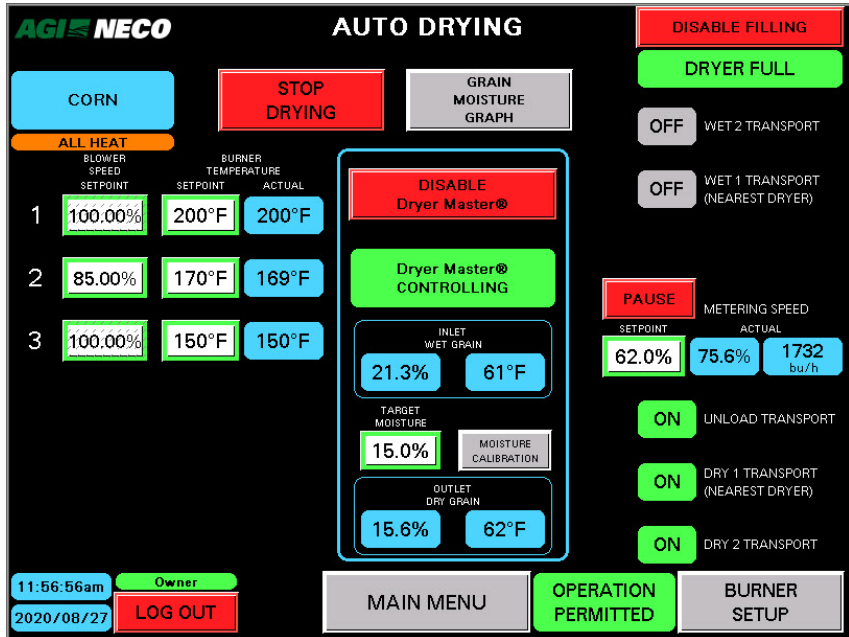 AGI NECO
AUTO DRYING
DISABLE FILLING
DRYER FULL
CORN
ALL HEAT
STOP
DRYING
GRAIN
MOISTURE
GRAPH
OFF WET 2 TRANSPORT
OFF WET 1 TRANSPORT
(NEAREST DRYER)
BLOWER
SPEED
SETPOINT
BURNER
TEMPERATURE
SETPOINT ACTUAL
1 100.00% 200°F 200°F
2 85.00% 170°F 169°F
3 100.00% 150°F 150°F
DISABLE
Dryer Master®
Dryer Master®
CONTROLLING
INLET
WET GRAIN
21.3% 61°F
TARGET
MOISTURE
15.0%
MOISTURE
CALIBRATION
OUTLET
DRY GRAIN
15.6% 62°F
PAUSE METERING SPEED
SETPOINT ACTUAL
62.0% 75.6% 1732
bu/h
ON UNLOAD TRANSPORT
ON DRY 1 TRANSPORT
(NEAREST DRYER)
ON DRY 2 TRANSPORT
11:56:56am
2020/08/27
Owner
LOG OUT
MAIN MENU
OPERATION
PERMITTED
BURNER
SETUP